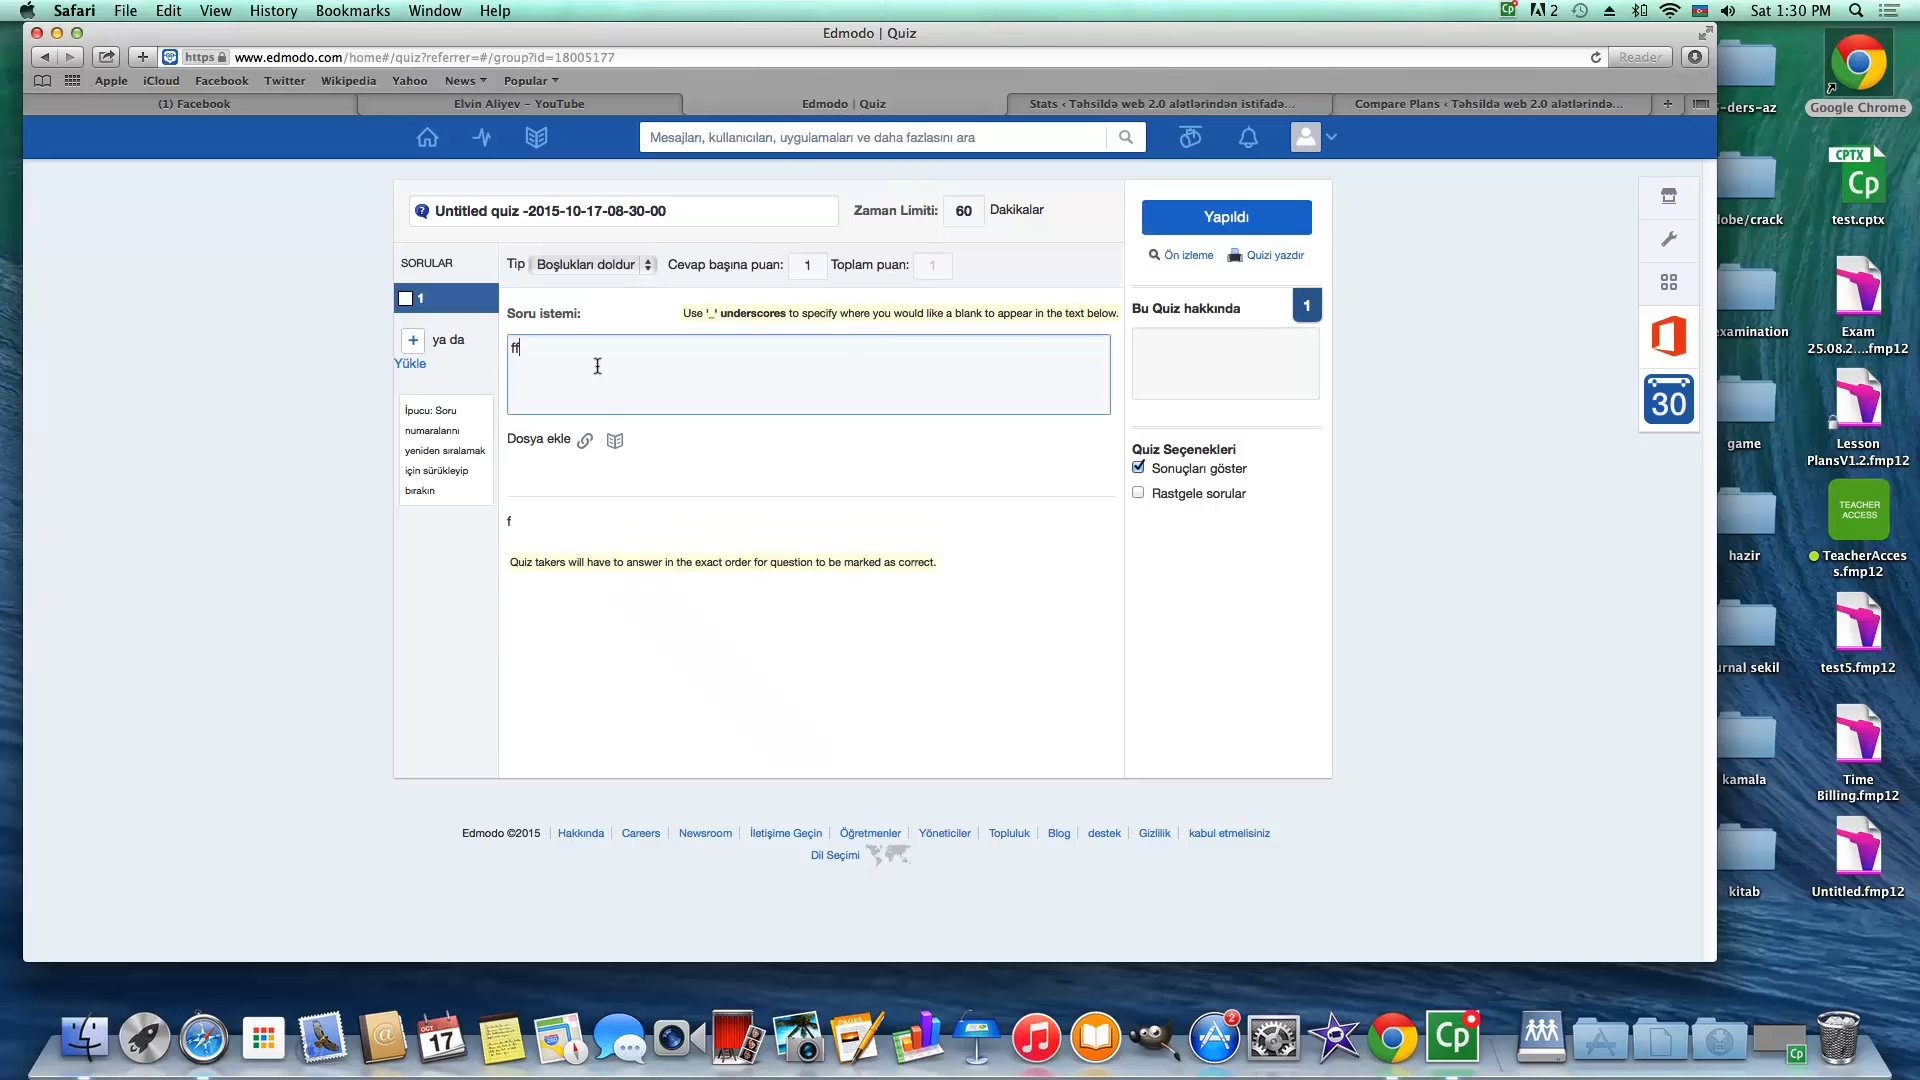 Safari File Edit View History Bookmarks Window Help
2 Sat 1:30 PM
Edmodo | Quiz
https www.edmodo.com/home#/quiz?referrer=#/group?id=18005177
Reader
Apple iCloud Facebook Twitter Wikipedia Yahoo News Popular
(1) Facebook
Elvin Aliyev - YouTube
Edmodo | Quiz
Stats ‹ Təhsildə web 2.0 alətlərindən istifadə...
Compare Plans ‹ Təhsildə web 2.0 alətlərində...
Mesajları, kullanıcıları, uygulamaları ve daha fazlasını ara
Untitled quiz -2015-10-17-08-30-00
Zaman Limiti: 60 Dakikalar
Yapıldı
Ön izleme Quizi yazdır
SORULAR
Tip Boşlukları doldur Cevap başına puan: 1 Toplam puan: 1
1
+ ya da
Yükle
İpucu: Soru
numaralarını
yeniden sıralamak
için sürükleyip
bırakın
Soru istemi:
Use '_' underscores to specify where you would like a blank to appear in the text below.
ff
Dosya ekle
f
Quiz takers will have to answer in the exact order for question to be marked as correct.
Bu Quiz hakkında
1
Quiz Seçenekleri
Sonuçları göster
Rastgele sorular
30
Edmodo ©2015 Hakkında Careers Newsroom İletişime Geçin Öğretmenler Yöneticiler Topluluk Blog destek Gizlilik kabul etmelisiniz
Dil Seçimi
-ders-az
Google Chrome
CPTX
Cp
test.cptx
lobe/crack
Exam
25.08.2....fmp12
examination
Lesson
PlansV1.2.fmp12
game
TEACHER
ACCESS
TeacherAcces
s.fmp12
hazir
test5.fmp12
urnal sekil
Time
Billing.fmp12
kamala
Untitled.fmp12
kitab
OCT
17
PAGES
2
Cp
Cp